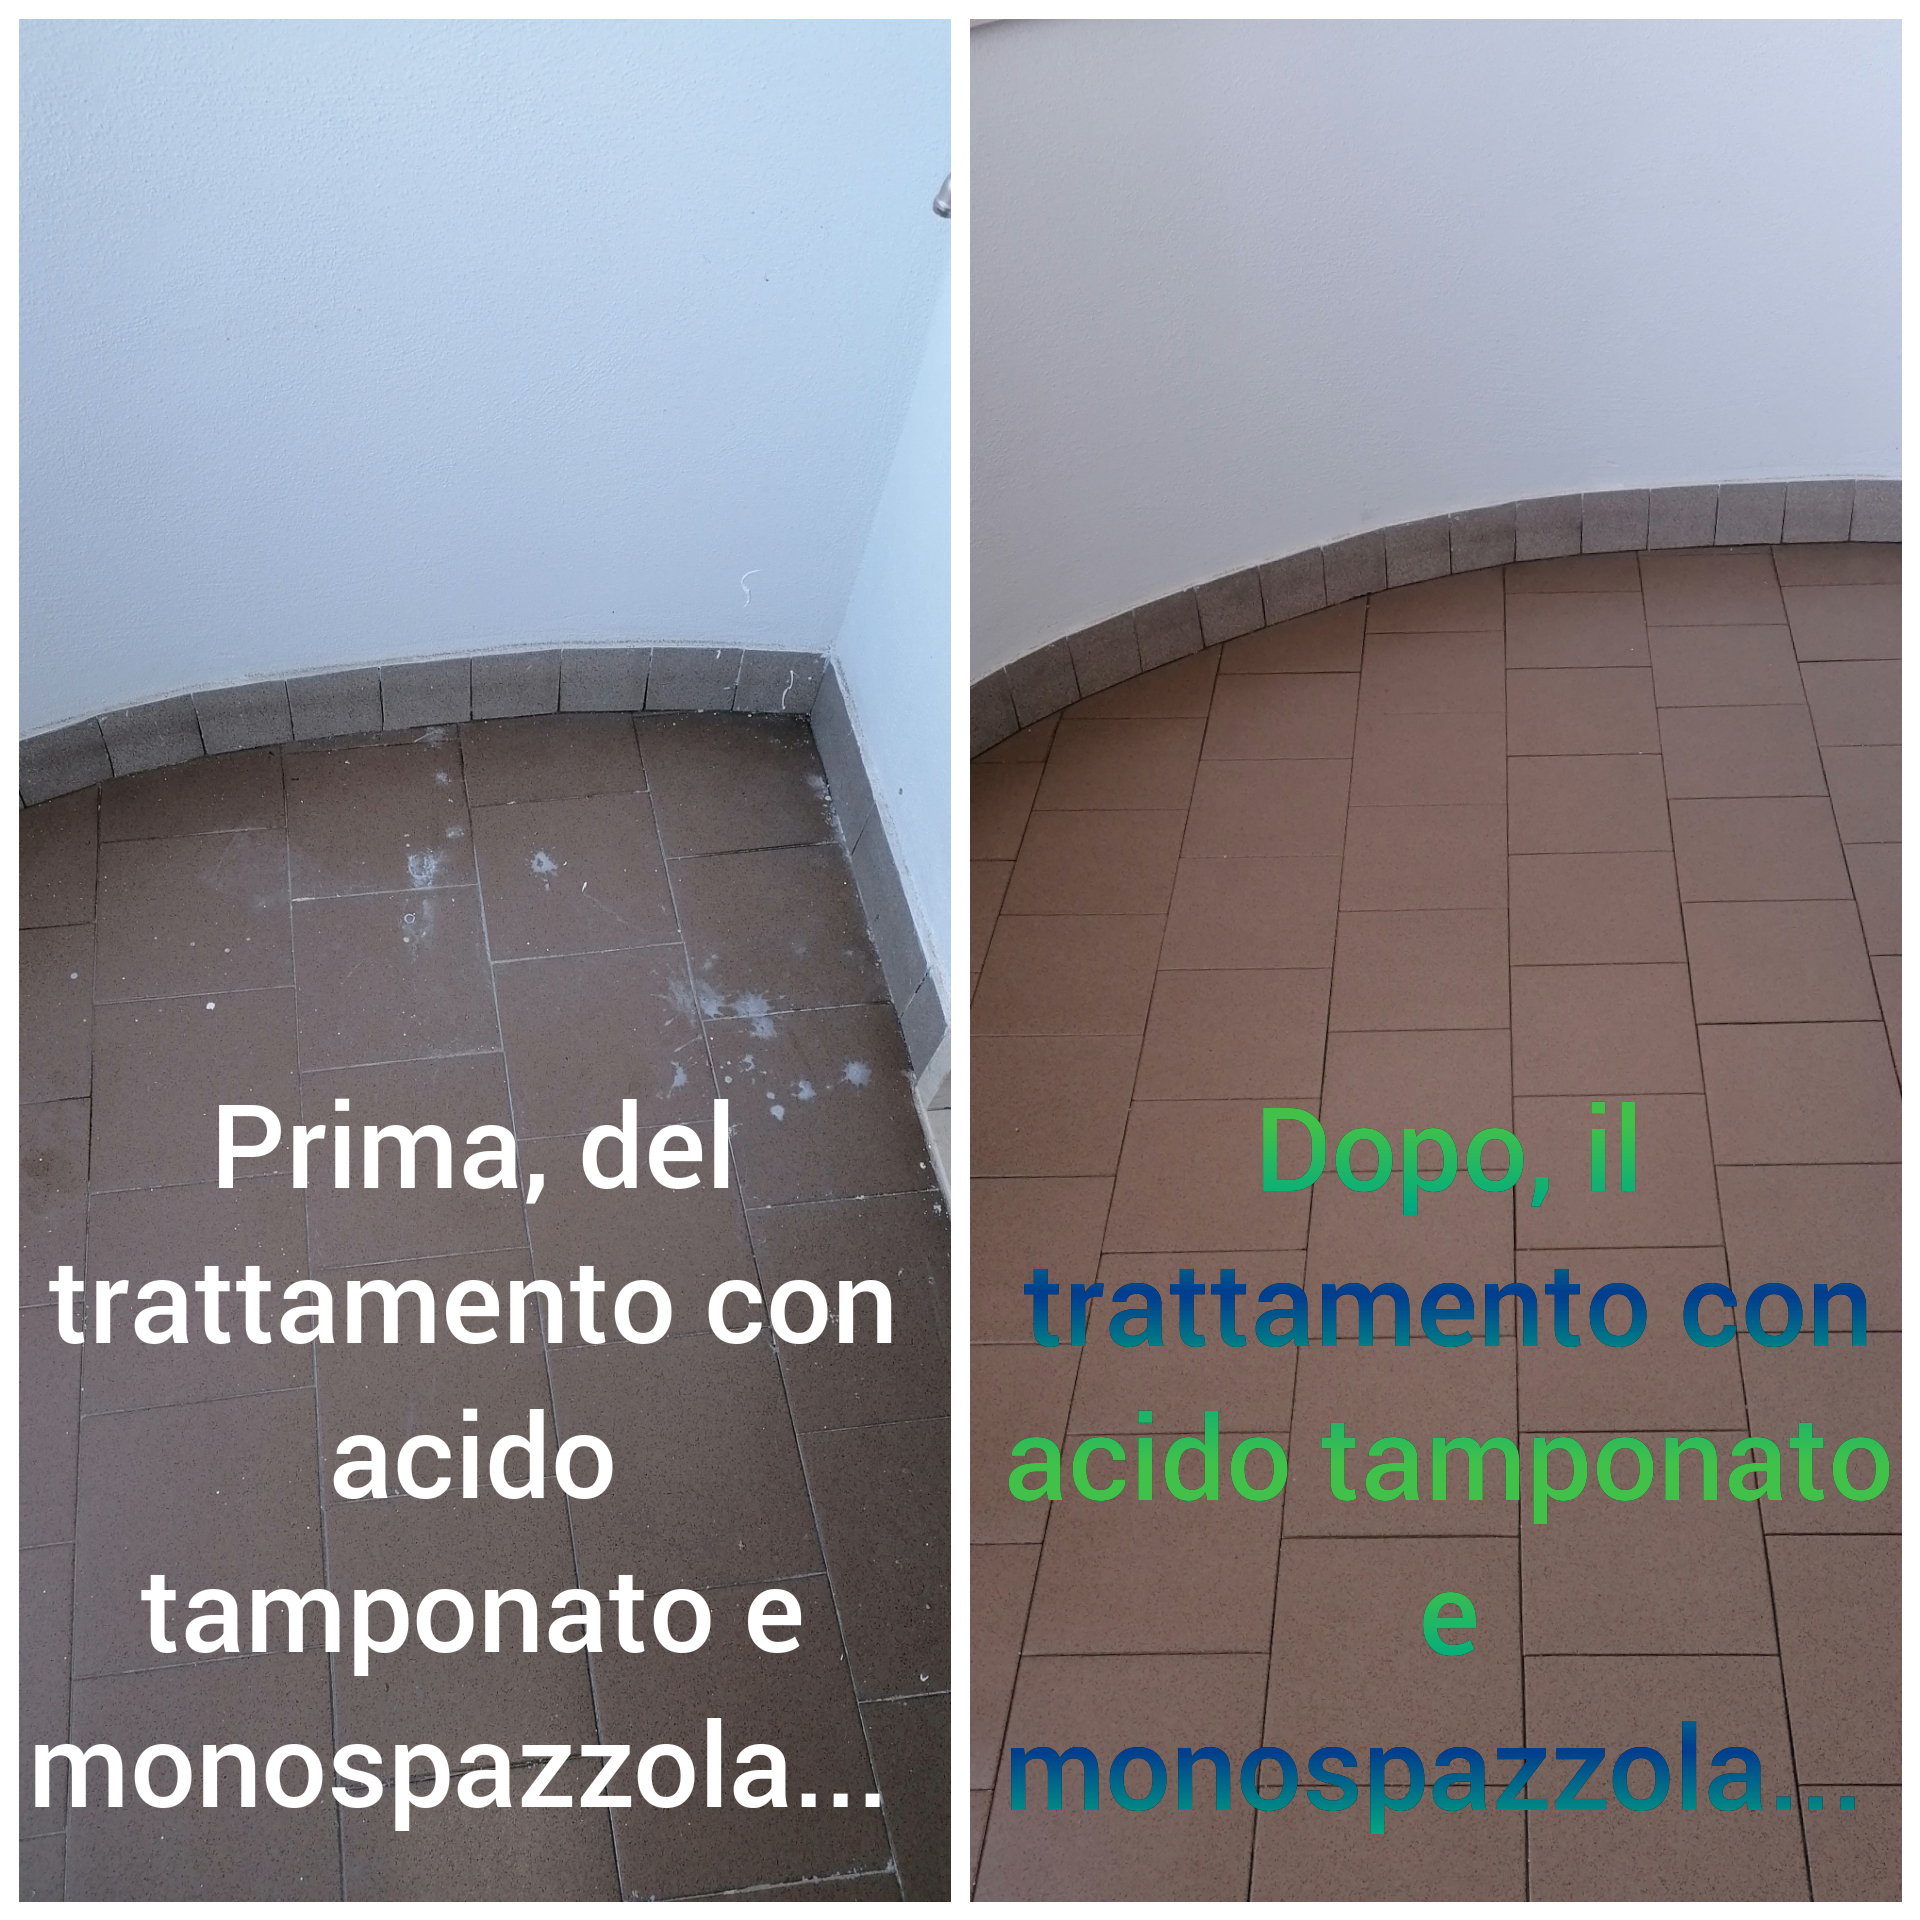 Prima, del
trattamento con
acido
tamponato e
monospazzola...
Dopo, il
trattamento con
acido tamponato
e
monospazzola...